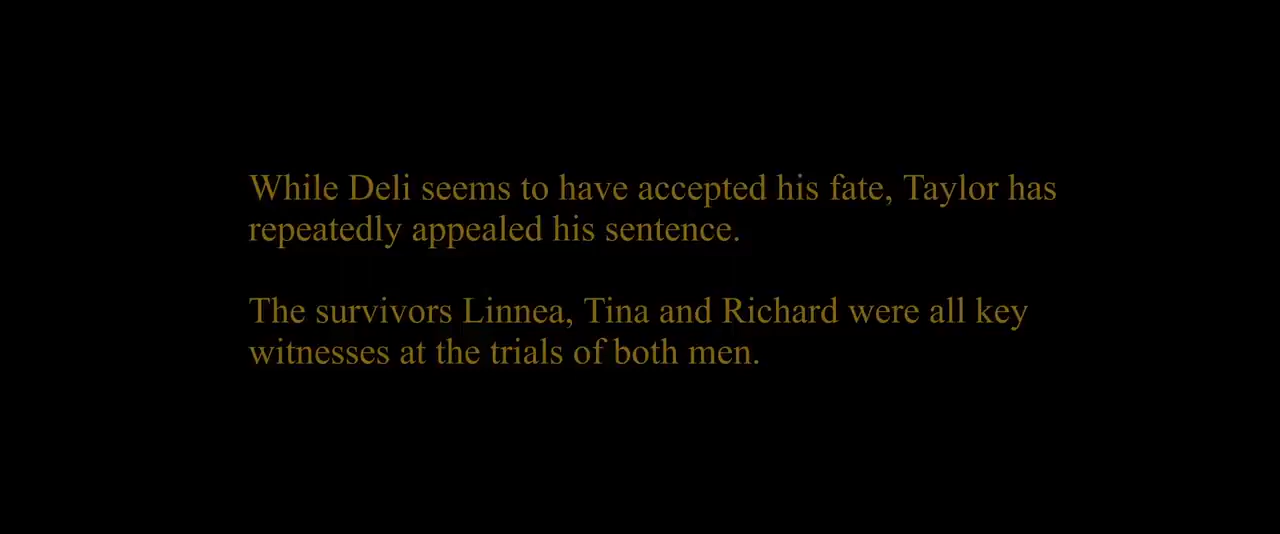 While Deli seems to have accepted his fate, Taylor has
repeatedly appealed his sentence.
The survivors Linnea, Tina and Richard were all key
witnesses at the trials of both men.